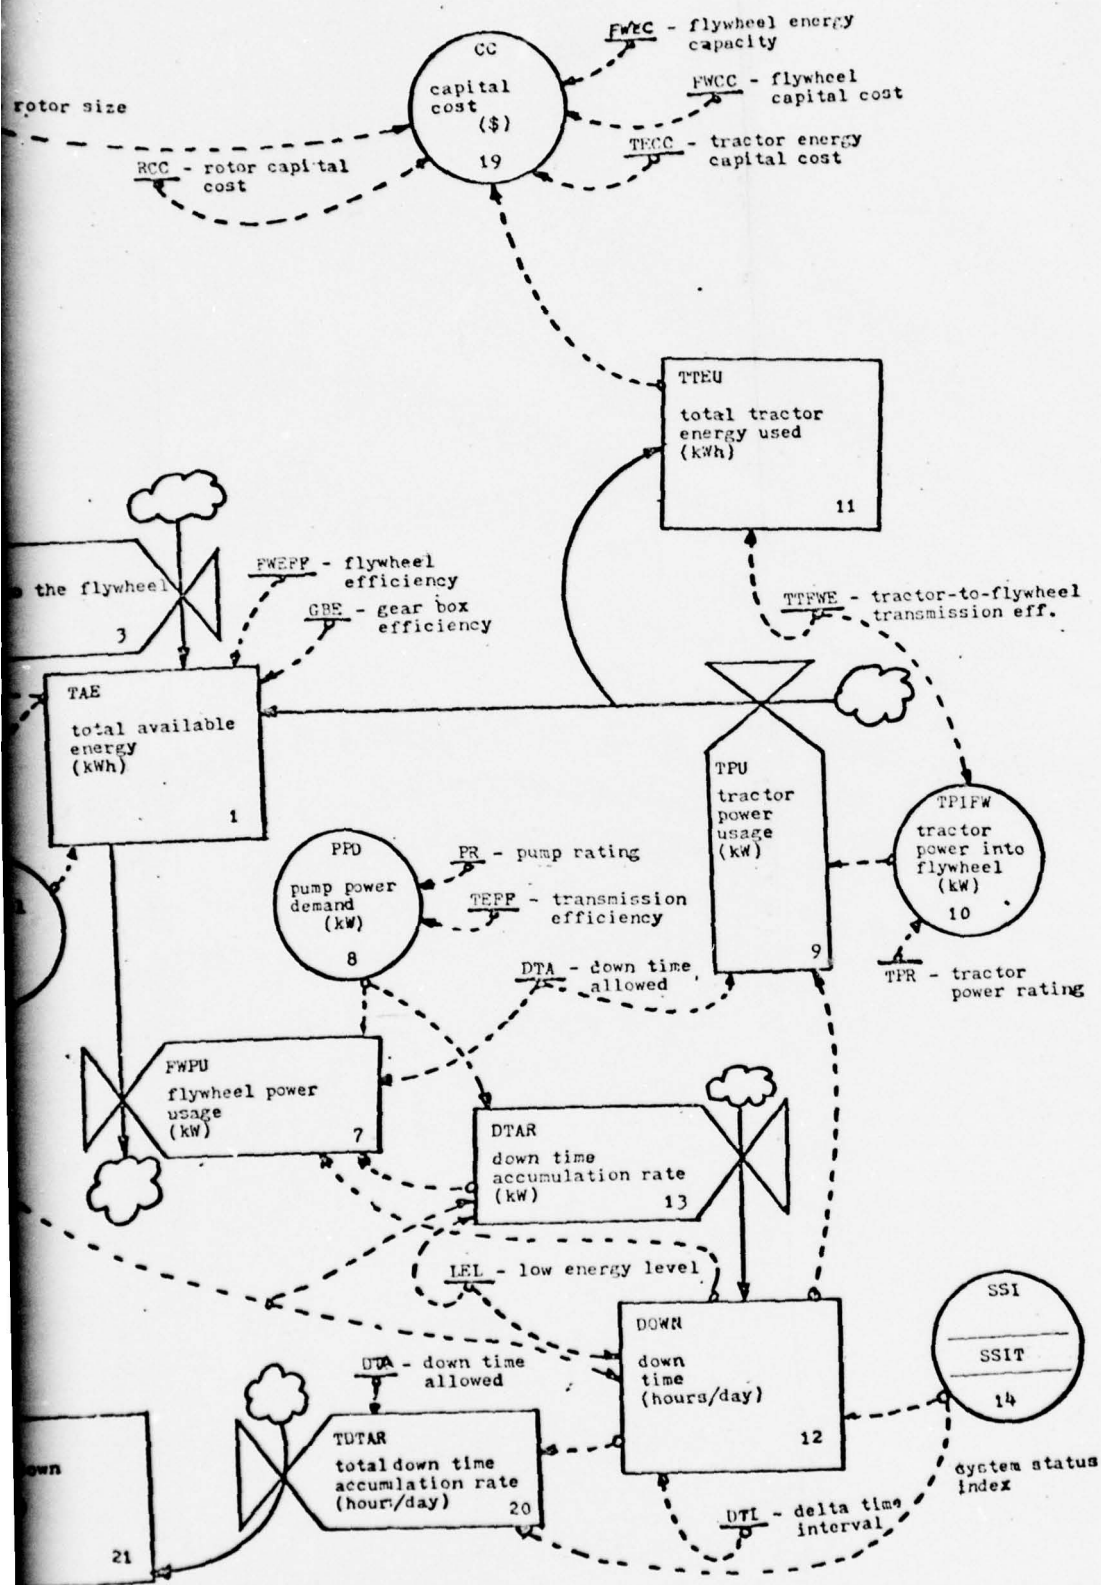 CC
capital
cost
($)
19
FWEC - flywheel energy
capacity
FWCC - flywheel
capital cost
TECC - tractor energy
capital cost
rotor size
RCC - rotor capital
cost
TTEU
total tractor
energy used
(kWh)
11
the flywheel
3
FWEFF - flywheel
efficiency
GBE - gear box
efficiency
TTFWE - tractor-to-flywheel
transmission eff.
TAE
total available
energy
(kWh)
1
TPU
tractor
power
usage
(kW)
9
TPIFW
tractor
power into
flywheel
(kW)
10
TPR - tractor
power rating
PPD
pump power
demand
(kW)
8
PR - pump rating
TEFF - transmission
efficiency
DTA - down time
allowed
FWPU
flywheel power
usage
(kW)
7
DTAR
down time
accumulation rate
(kW)
13
LEL - low energy level
DOWN
down
time
(hours/day)
12
SSI
SSIT
14
system status
index
DTA - down time
allowed
TDTAR
total down time
accumulation rate
(hours/day)
20
DTI - delta time
interval
own
21